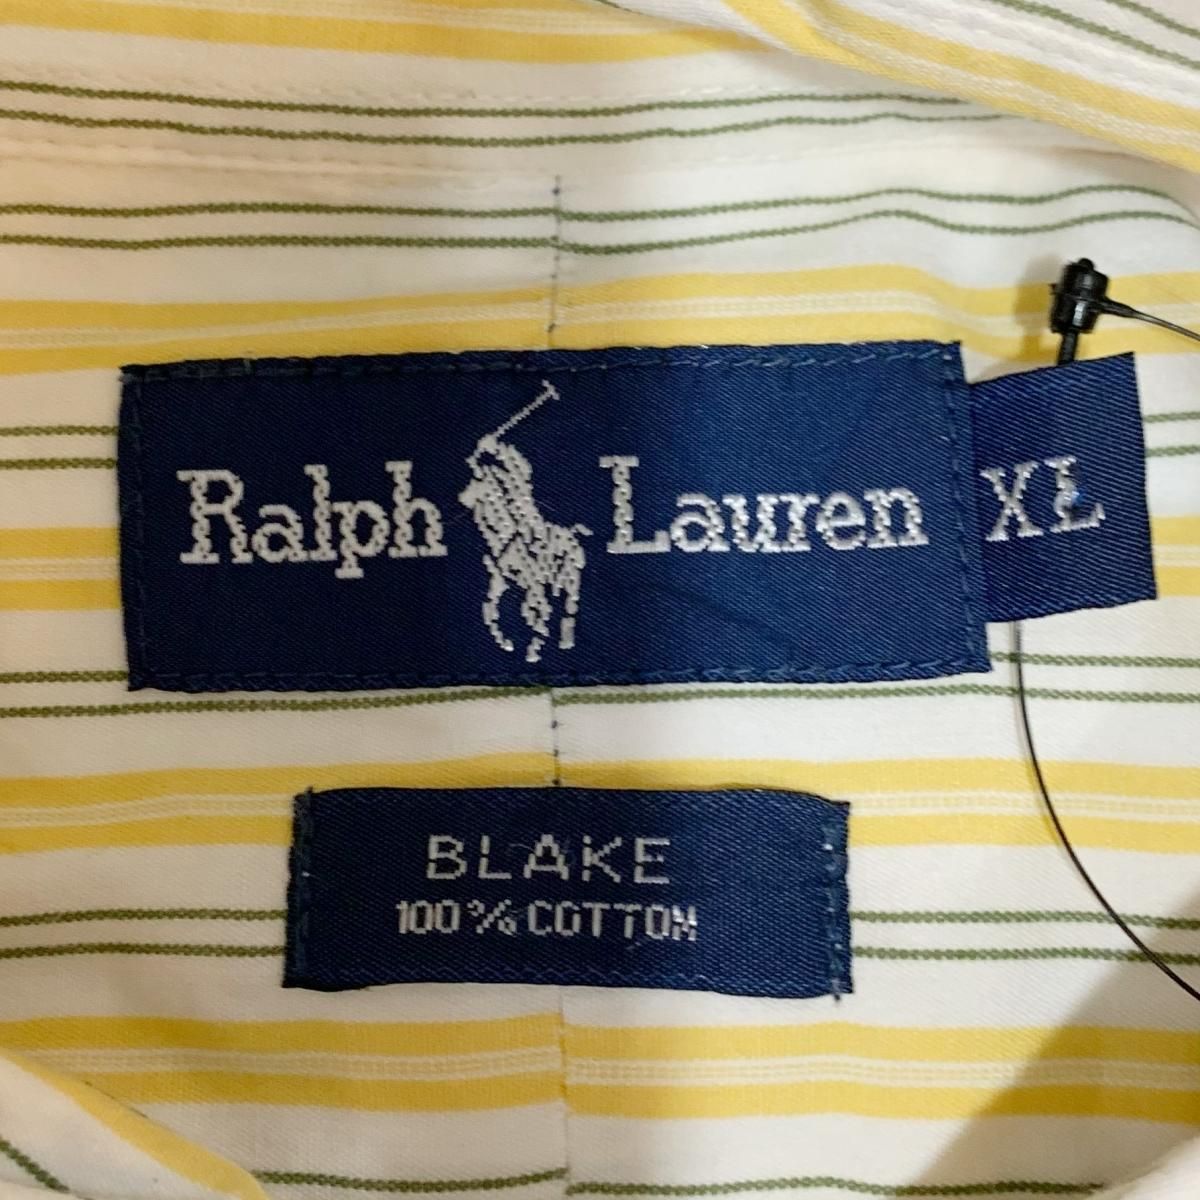 Ralph Lauren XL
BLAKE
100% COTTON